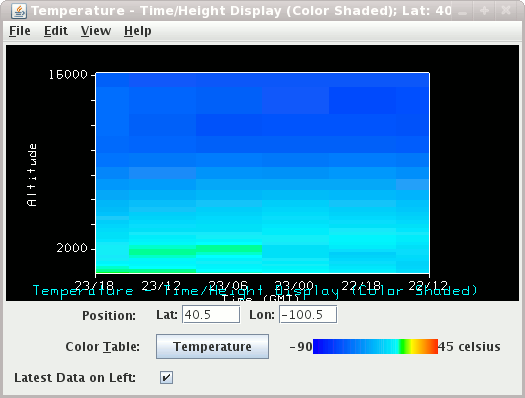 Temperature - Time/Height Display (Color Shaded); Lat: 40
File Edit View Help
16000
Altitude
2000
23/18 23/12 23/06 23/00 22/18 22/12
Temperature - Time/Height Display (Color Shaded)
Time (GMT)
Position: Lat: 40.5 Lon: -100.5
Color Table: Temperature -90 45 celsius
Latest Data on Left: